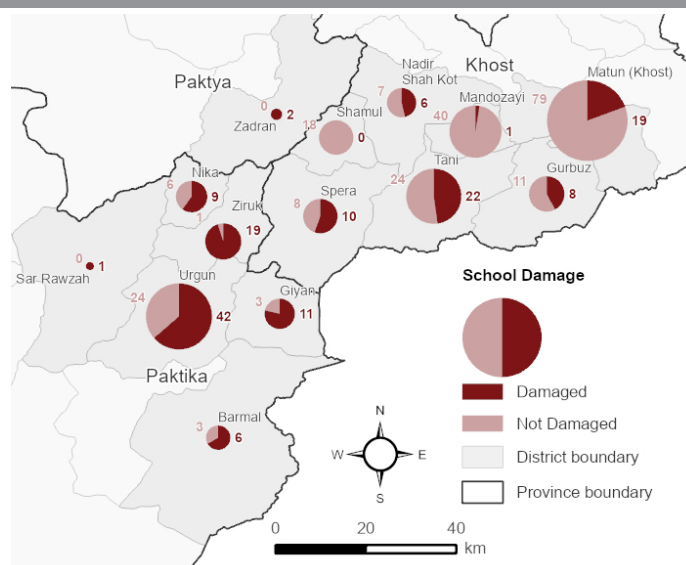 Paktya
0
2
Zadran
Nadir
Shah Kot
7
6
Khost
Shamul
18
0
Mandozayi
40
1
Matun (Khost)
79
19
Nika
6
9
Ziruk
1
19
Spera
8
10
Tani
24
22
Gurbuz
11
8
0
1
Sar Rawzah
Urgun
24
42
Giyan
3
11
Paktika
Barmal
3
6
School Damage
Damaged
Not Damaged
District boundary
Province boundary
N
W
E
S
0
20
40
km